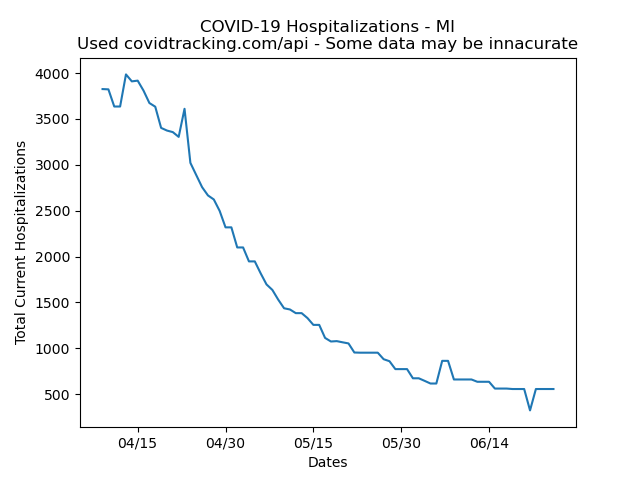 COVID-19 Hospitalizations - MI
Used covidtracking.com/api - Some data may be innacurate
4000
3500
3000
2500
2000
1500
1000
500
Total Current Hospitalizations
04/15 04/30 05/15 05/30 06/14
Dates